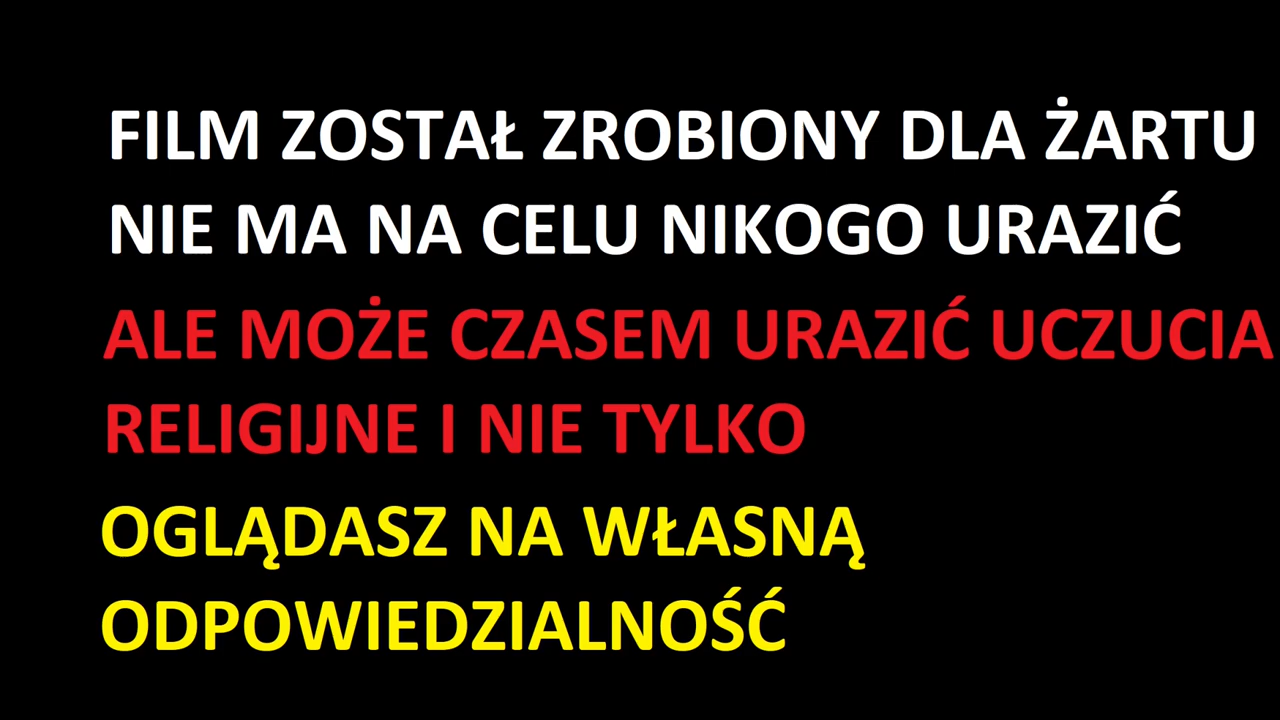 FILM ZOSTAŁ ZROBIONY DLA ŻARTU
NIE MA NA CELU NIKOGO URAZIĆ
ALE MOŻE CZASEM URAZIĆ UCZUCIA
RELIGIJNE I NIE TYLKO
OGLĄDASZ NA WŁASNĄ
ODPOWIEDZIALNOŚĆ